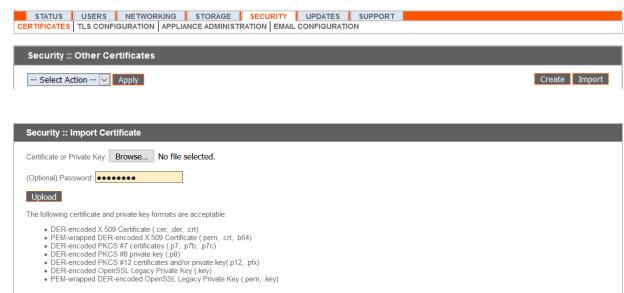 STATUS USERS NETWORKING STORAGE SECURITY UPDATES SUPPORT
CERTIFICATES TLS CONFIGURATION APPLIANCE ADMINISTRATION EMAIL CONFIGURATION
Security :: Other Certificates
-- Select Action -- Apply Create Import
Security :: Import Certificate
Certificate or Private Key: Browse... No file selected.
(Optional) Password: ●●●●●●●●
Upload
The following certificate and private key formats are acceptable:
• DER-encoded X.509 Certificate (.cer, .der, .crt)
• PEM-wrapped DER-encoded X.509 Certificate (.pem, .crt, .b64)
• DER-encoded PKCS #7 certificates (.p7, .p7b, .p7c)
• DER-encoded PKCS #8 private key (.p8)
• DER-encoded PKCS #12 certificates and/or private key(.p12, .pfx)
• DER-encoded OpenSSL Legacy Private Key (.key)
• PEM-wrapped DER-encoded OpenSSL Legacy Private Key (.pem, .key)